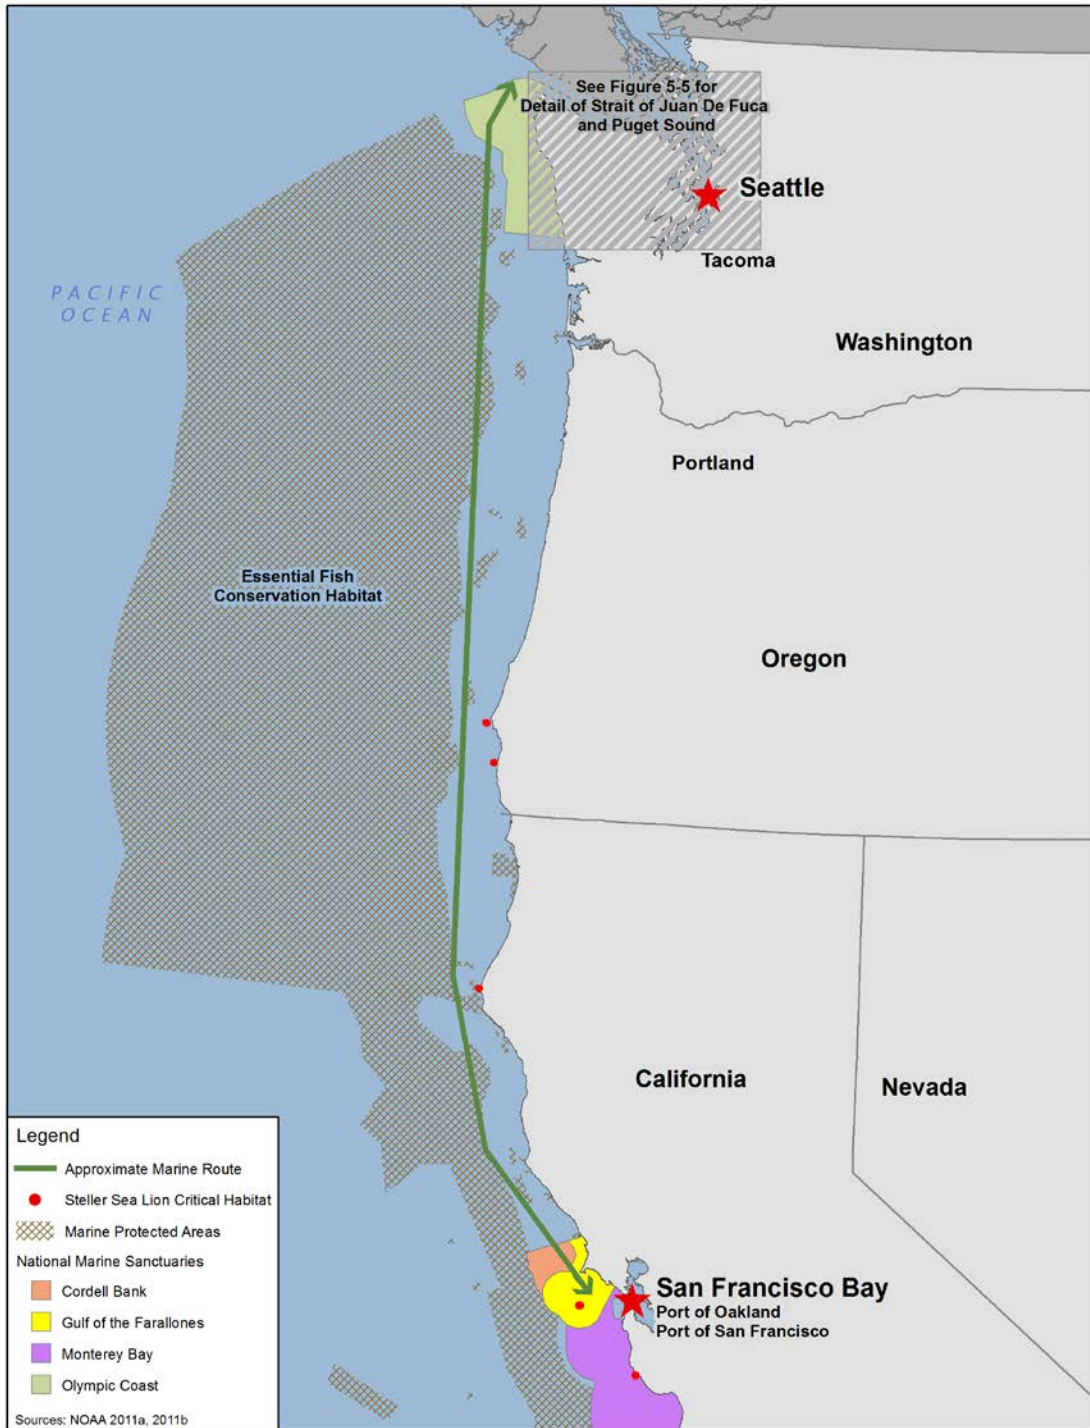 See Figure 5-5 for
Detail of Strait of Juan De Fuca
and Puget Sound
Seattle
Tacoma
PACIFIC
OCEAN
Washington
Portland
Essential Fish
Conservation Habitat
Oregon
California
Nevada
San Francisco Bay
Port of Oakland
Port of San Francisco
Legend
Approximate Marine Route
Steller Sea Lion Critical Habitat
Marine Protected Areas
National Marine Sanctuaries
Cordell Bank
Gulf of the Farallones
Monterey Bay
Olympic Coast
Sources: NOAA 2011a, 2011b